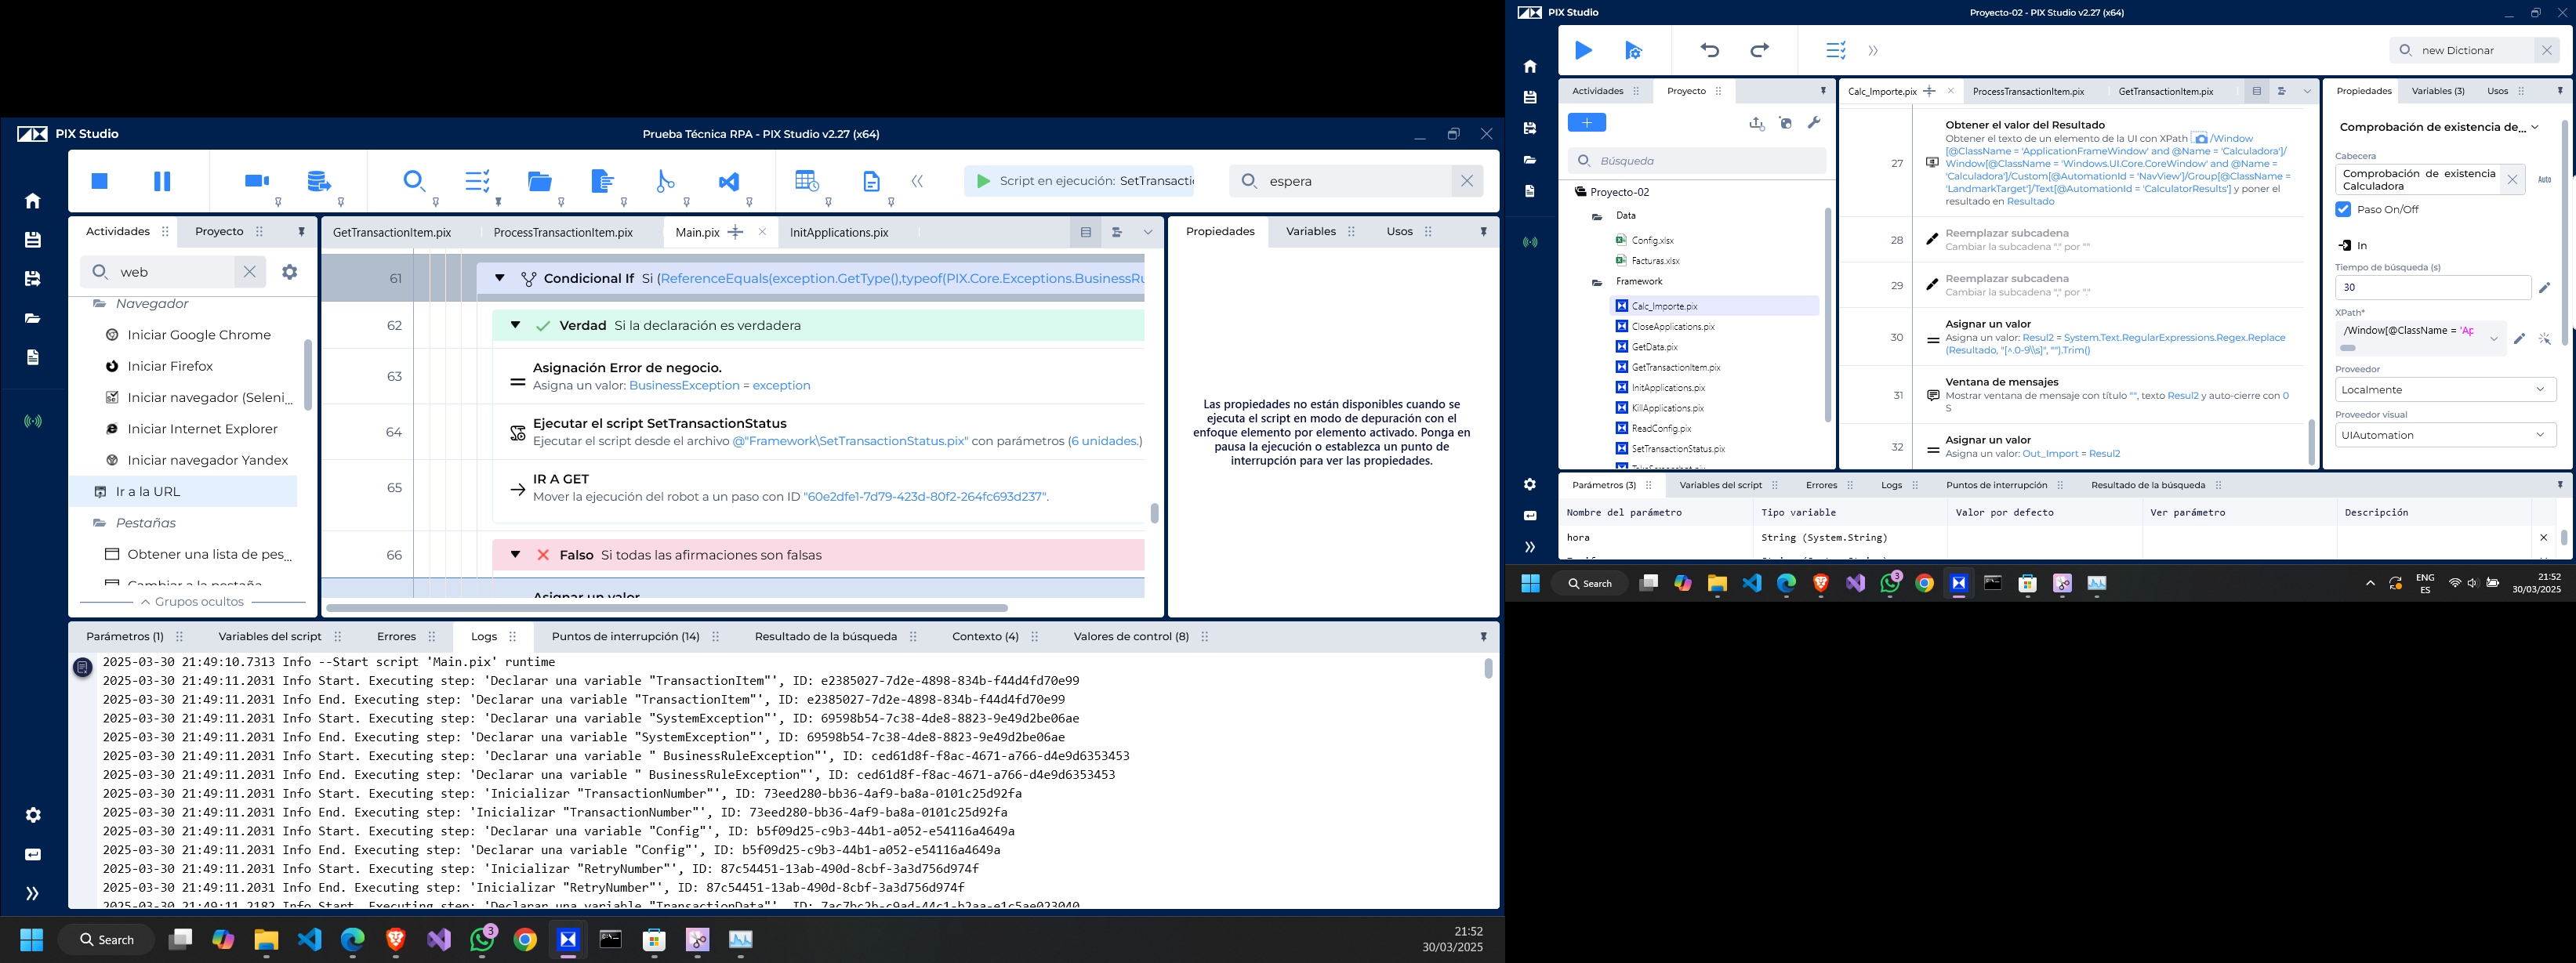 PIX Studio
Prueba Técnica RPA - PIX Studio v2.27 (x64)
Script en ejecución: SetTransacti
espera
Actividades
Proyecto
web
Navegador
Iniciar Google Chrome
Iniciar Firefox
Iniciar navegador (Seleni...
Iniciar Internet Explorer
Iniciar navegador Yandex
Ir a la URL
Pestañas
Obtener una lista de pes...
Cambiar a la pestaña
Grupos ocultos
GetTransactionItem.pix
ProcessTransactionItem.pix
Main.pix
InitApplications.pix
61
Condicional If Si (ReferenceEquals(exception.GetType(),typeof(PIX.Core.Exceptions.BusinessRu
62
Verdad Si la declaración es verdadera
63
Asignación Error de negocio.
Asigna un valor: BusinessException = exception
64
Ejecutar el script SetTransactionStatus
Ejecutar el script desde el archivo @"Framework\SetTransactionStatus.pix" con parámetros (6 unidades.)
65
IR A GET
Mover la ejecución del robot a un paso con ID "60e2dfe1-7d79-423d-80f2-264fc693d237".
66
Falso Si todas las afirmaciones son falsas
Asignar un valor
Propiedades
Variables
Usos
Las propiedades no están disponibles cuando se
ejecuta el script en modo de depuración con el
enfoque elemento por elemento activado. Ponga en
pausa la ejecución o establezca un punto de
interrupción para ver las propiedades.
Parámetros (1)
Variables del script
Errores
Logs
Puntos de interrupción (14)
Resultado de la búsqueda
Contexto (4)
Valores de control (8)
2025-03-30 21:49:10.7313 Info --Start script 'Main.pix' runtime
2025-03-30 21:49:11.2031 Info Start. Executing step: 'Declarar una variable "TransactionItem"', ID: e2385027-7d2e-4898-834b-f44d4fd70e99
2025-03-30 21:49:11.2031 Info End. Executing step: 'Declarar una variable "TransactionItem"', ID: e2385027-7d2e-4898-834b-f44d4fd70e99
2025-03-30 21:49:11.2031 Info Start. Executing step: 'Declarar una variable "SystemException"', ID: 69598b54-7c38-4de8-8823-9e49d2be06ae
2025-03-30 21:49:11.2031 Info End. Executing step: 'Declarar una variable "SystemException"', ID: 69598b54-7c38-4de8-8823-9e49d2be06ae
2025-03-30 21:49:11.2031 Info Start. Executing step: 'Declarar una variable " BusinessRuleException"', ID: ced61d8f-f8ac-4671-a766-d4e9d6353453
2025-03-30 21:49:11.2031 Info End. Executing step: 'Declarar una variable " BusinessRuleException"', ID: ced61d8f-f8ac-4671-a766-d4e9d6353453
2025-03-30 21:49:11.2031 Info Start. Executing step: 'Inicializar "TransactionNumber"', ID: 73eed280-bb36-4af9-ba8a-0101c25d92fa
2025-03-30 21:49:11.2031 Info End. Executing step: 'Inicializar "TransactionNumber"', ID: 73eed280-bb36-4af9-ba8a-0101c25d92fa
2025-03-30 21:49:11.2031 Info Start. Executing step: 'Declarar una variable "Config"', ID: b5f09d25-c9b3-44b1-a052-e54116a4649a
2025-03-30 21:49:11.2031 Info End. Executing step: 'Declarar una variable "Config"', ID: b5f09d25-c9b3-44b1-a052-e54116a4649a
2025-03-30 21:49:11.2031 Info Start. Executing step: 'Inicializar "RetryNumber"', ID: 87c54451-13ab-490d-8cbf-3a3d756d974f
2025-03-30 21:49:11.2031 Info End. Executing step: 'Inicializar "RetryNumber"', ID: 87c54451-13ab-490d-8cbf-3a3d756d974f
2025-03-30 21:49:11.2182 Info Start. Executing step: 'Declarar una variable "TransactionData"', ID: 7ac7bc2b-c9ad-44c1-b2aa-e1c5ae023040
Search
3
21:52
30/03/2025
PIX Studio
Proyecto-02 - PIX Studio v2.27 (x64)
new Dictionar
Actividades
Proyecto
Búsqueda
Proyecto-02
Data
Config.xlsx
Facturas.xlsx
Framework
Calc_Importe.pix
CloseApplications.pix
GetData.pix
GetTransactionItem.pix
InitApplications.pix
KillApplications.pix
ReadConfig.pix
SetTransactionStatus.pix
TakeScreenshot.pix
Calc_Importe.pix
ProcessTransactionItem.pix
GetTransactionItem.pix
27
Obtener el valor del Resultado
Obtener el texto de un elemento de la UI con XPath /Window
[@ClassName = 'ApplicationFrameWindow' and @Name = 'Calculadora']/
Window[@ClassName = 'Windows.UI.Core.CoreWindow' and @Name =
'Calculadora']/Custom[@AutomationId = 'NavView']/Group[@ClassName =
'LandmarkTarget']/Text[@AutomationId = 'CalculatorResults'] y poner el
resultado en Resultado
28
Reemplazar subcadena
Cambiar la subcadena "." por ""
29
Reemplazar subcadena
Cambiar la subcadena "," por "."
30
Asignar un valor
Asigna un valor: Resul2 = System.Text.RegularExpressions.Regex.Replace
(Resultado, "[^.0-9\\s]", "").Trim()
31
Ventana de mensajes
Mostrar ventana de mensaje con título "", texto Resul2 y auto-cierre con 0
S
32
Asignar un valor
Asigna un valor: Out_Import = Resul2
Propiedades
Variables (3)
Usos
Comprobación de existencia de...
Cabecera
Comprobación de existencia
Calculadora
Auto
Paso On/Off
In
Tiempo de búsqueda (s)
30
XPath*
/Window[@ClassName = 'Ap
Proveedor
Localmente
Proveedor visual
UIAutomation
Parámetros (3)
Variables del script
Errores
Logs
Puntos de interrupción
Resultado de la búsqueda
Nombre del parámetro
Tipo variable
Valor por defecto
Ver parámetro
Descripción
hora
String (System.String)
Search
3
ENG
ES
21:52
30/03/2025